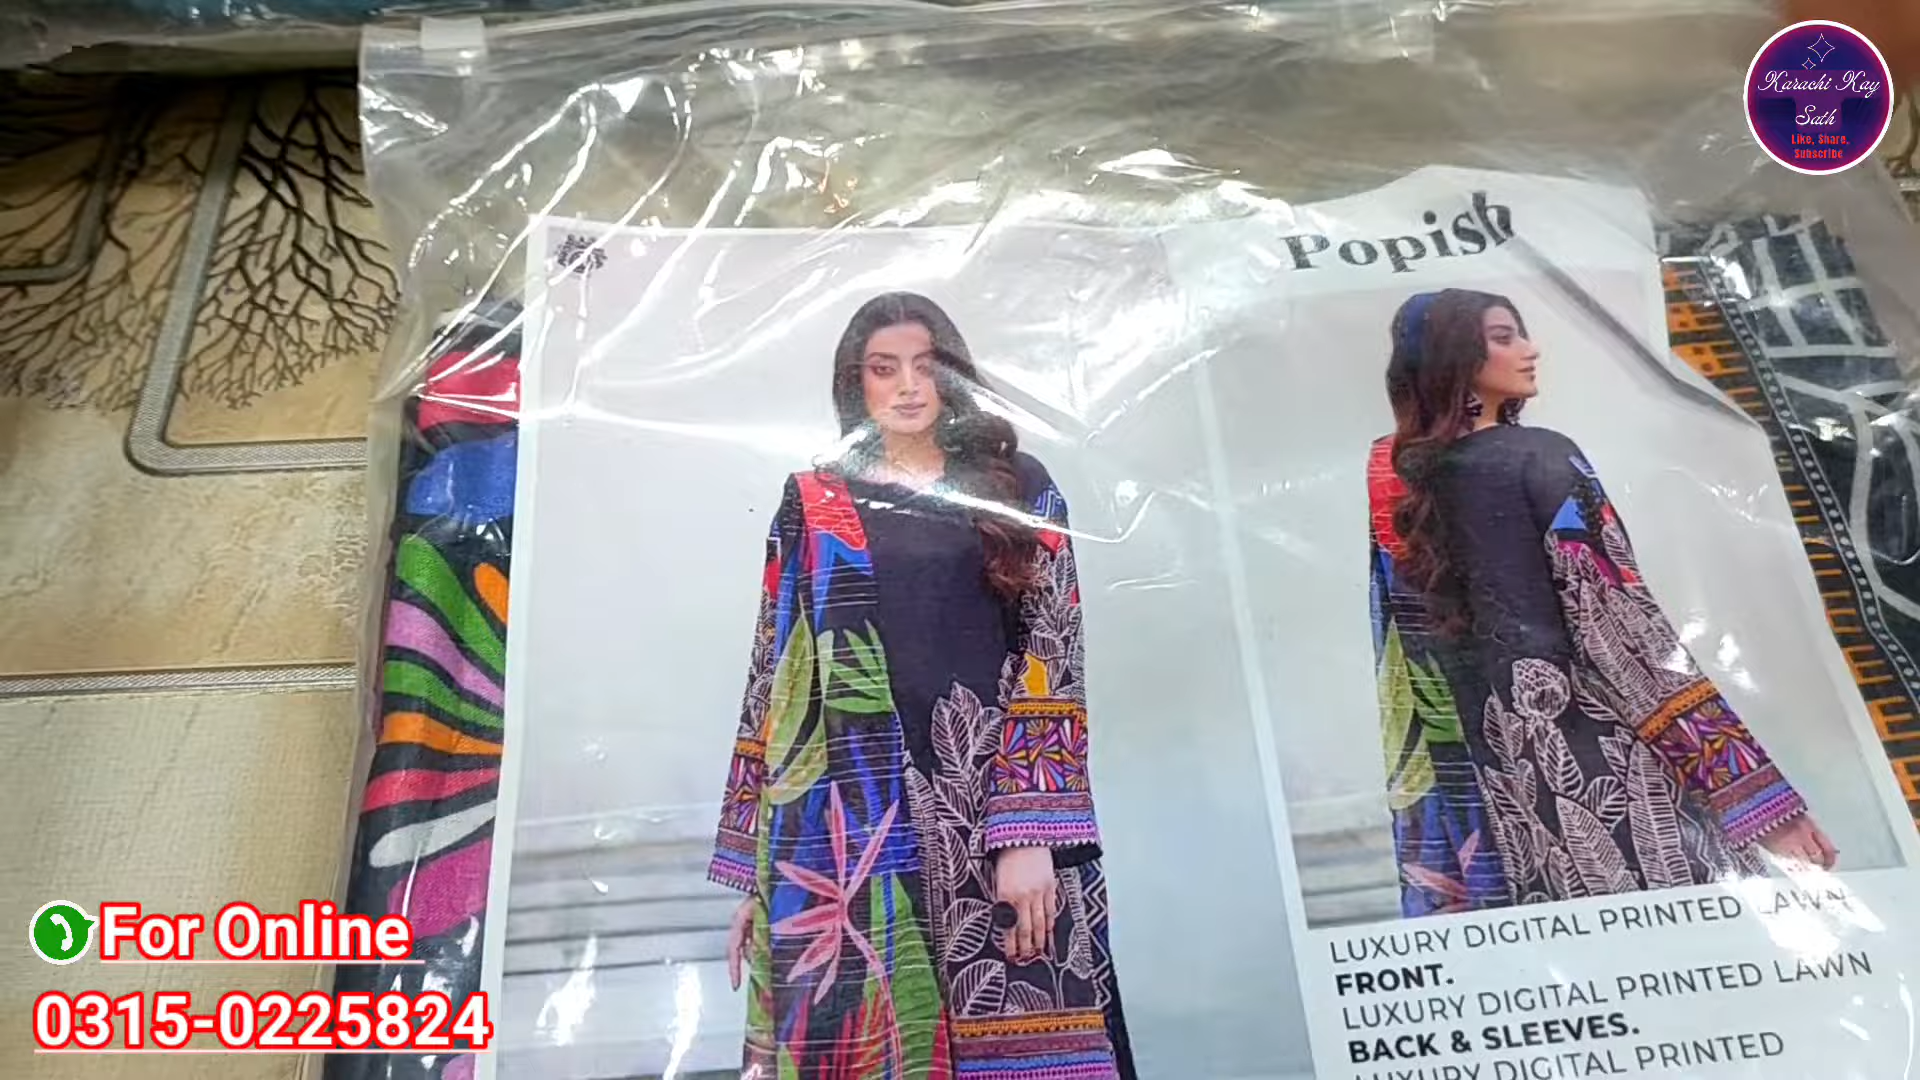 Karachi Kay
Sath
Like, Share,
Subscribe
Popish
LUXURY DIGITAL PRINTED LAWN
FRONT.
LUXURY DIGITAL PRINTED LAWN
BACK & SLEEVES.
LUXURY DIGITAL PRINTED
For Online
0315-0225824